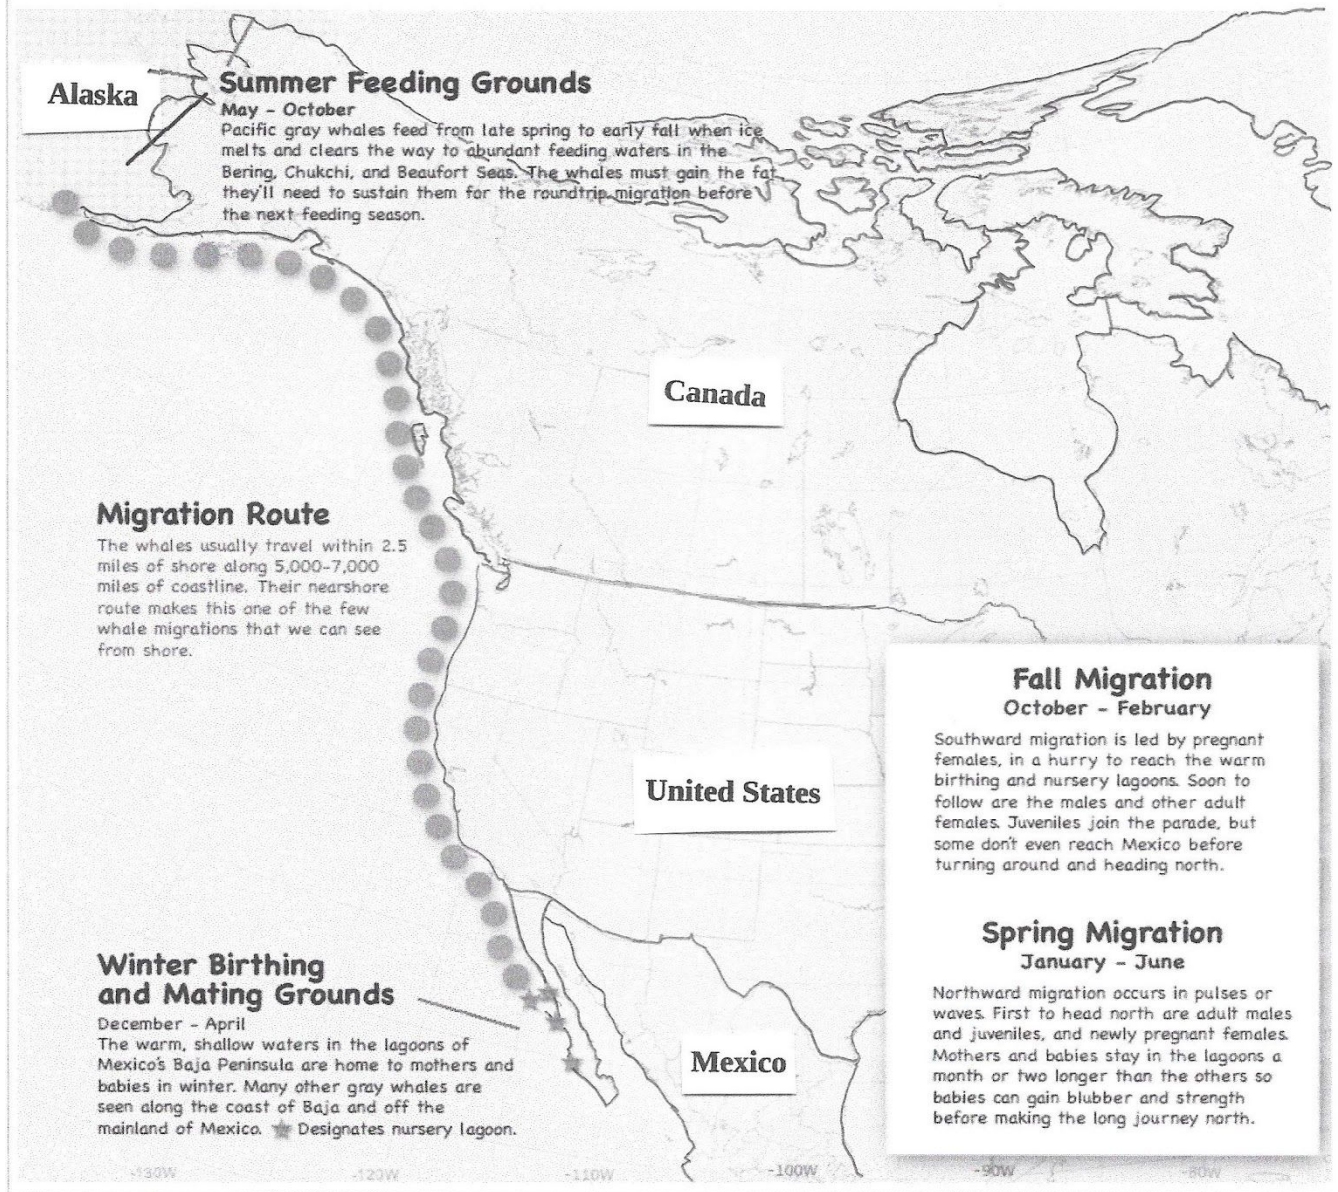 Alaska
Summer Feeding Grounds
May - October
Pacific gray whales feed from late spring to early fall when ice
melts and clears the way to abundant feeding waters in the
Bering, Chukchi, and Beaufort Seas. The whales must gain the fat
they'll need to sustain them for the roundtrip migration before
the next feeding season.
Canada
Migration Route
The whales usually travel within 2.5
miles of shore along 5,000-7,000
miles of coastline. Their nearshore
route makes this one of the few
whale migrations that we can see
from shore.
United States
Fall Migration
October - February
Southward migration is led by pregnant
females, in a hurry to reach the warm
birthing and nursery lagoons. Soon to
follow are the males and other adult
females. Juveniles join the parade, but
some don't even reach Mexico before
turning around and heading north.
Spring Migration
January - June
Northward migration occurs in pulses or
waves. First to head north are adult males
and juveniles, and newly pregnant females.
Mothers and babies stay in the lagoons a
month or two longer than the others so
babies can gain blubber and strength
before making the long journey north.
Winter Birthing
and Mating Grounds
December - April
The warm, shallow waters in the lagoons of
Mexico's Baja Peninsula are home to mothers and
babies in winter. Many other gray whales are
seen along the coast of Baja and off the
mainland of Mexico. ★ Designates nursery lagoon.
Mexico
-130W -120W -110W -100W -90W -80W